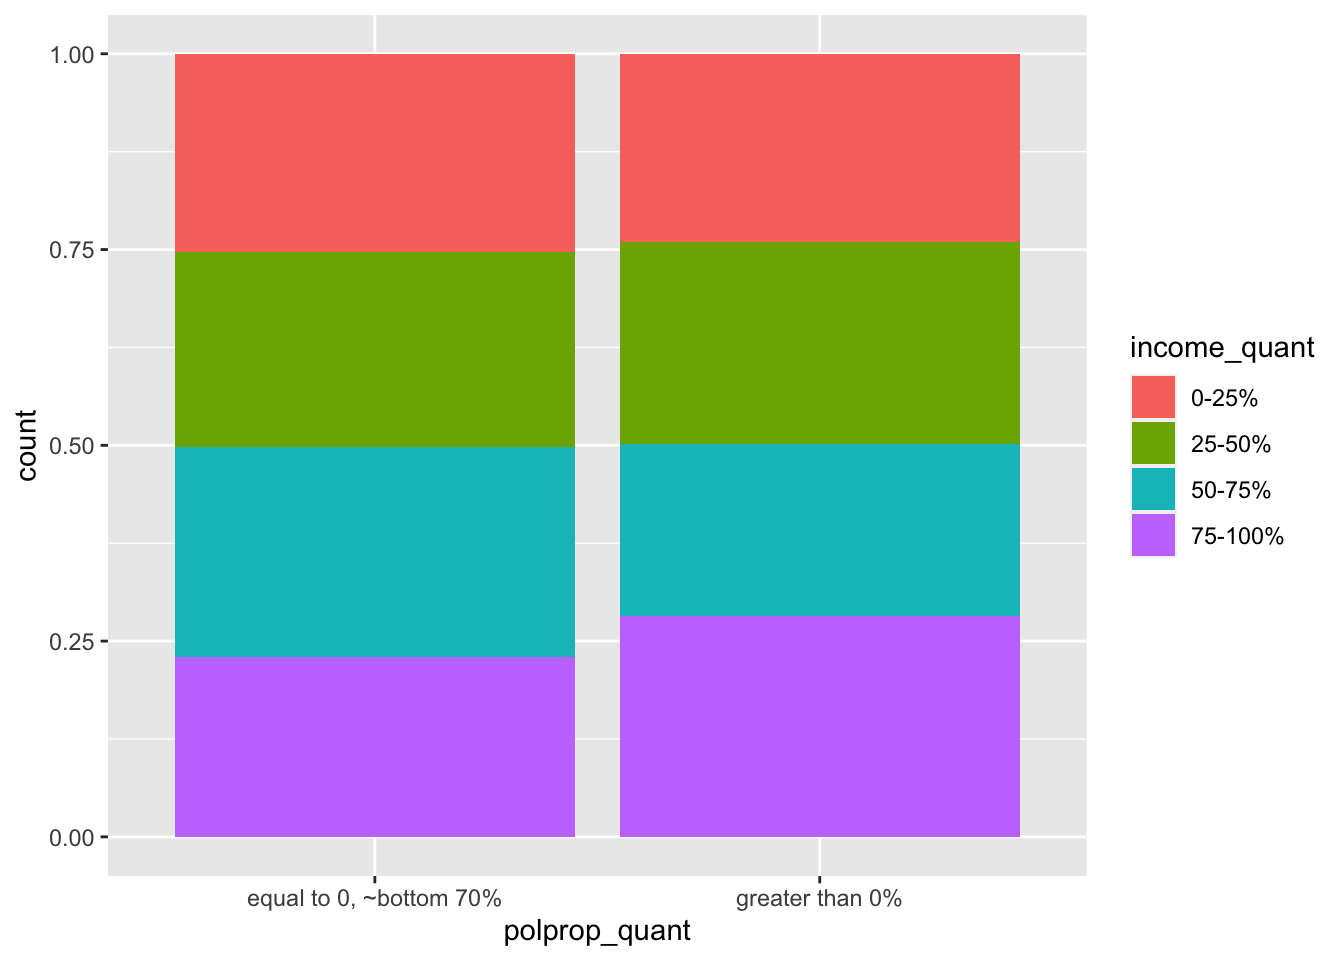 1.00
0.75
0.50
0.25
0.00
count
equal to 0, ~bottom 70%
greater than 0%
polprop_quant
income_quant
0-25%
25-50%
50-75%
75-100%